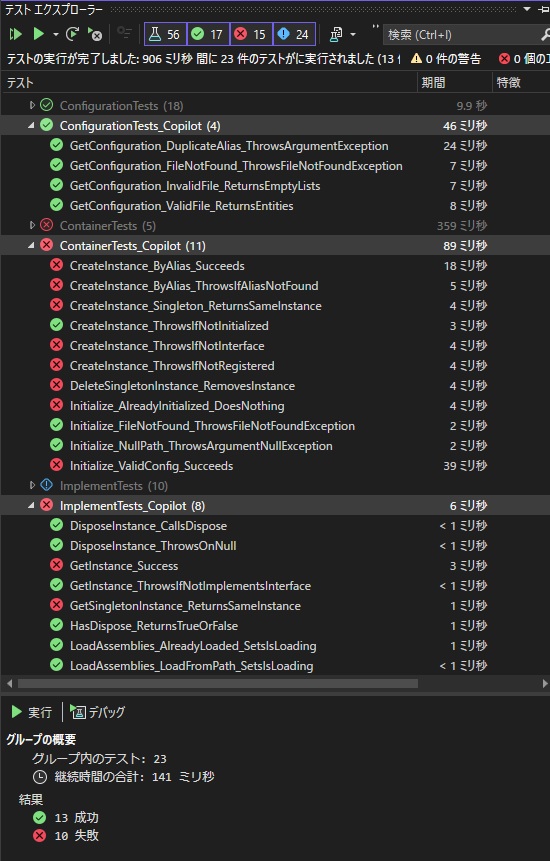 テスト エクスプローラー
56 17 15 24 検索 (Ctrl+I)
テストの実行が完了しました: 906 ミリ秒 間に 23 件のテストがに実行されました (13 0 件の警告 0 個の工
テスト 期間 特徴
ConfigurationTests (18) 9.9 秒
ConfigurationTests_Copilot (4) 46 ミリ秒
GetConfiguration_DuplicateAlias_ThrowsArgumentException 24 ミリ秒
GetConfiguration_FileNotFound_ThrowsFileNotFoundException 7 ミリ秒
GetConfiguration_InvalidFile_ReturnsEmptyLists 7 ミリ秒
GetConfiguration_ValidFile_ReturnsEntities 8 ミリ秒
ContainerTests (5) 359 ミリ秒
ContainerTests_Copilot (11) 89 ミリ秒
CreateInstance_ByAlias_Succeeds 18 ミリ秒
CreateInstance_ByAlias_ThrowsIfAliasNotFound 5 ミリ秒
CreateInstance_Singleton_ReturnsSameInstance 4 ミリ秒
CreateInstance_ThrowsIfNotInitialized 3 ミリ秒
CreateInstance_ThrowsIfNotInterface 4 ミリ秒
CreateInstance_ThrowsIfNotRegistered 4 ミリ秒
DeleteSingletonInstance_RemovesInstance 4 ミリ秒
Initialize_AlreadyInitialized_DoesNothing 4 ミリ秒
Initialize_FileNotFound_ThrowsFileNotFoundException 2 ミリ秒
Initialize_NullPath_ThrowsArgumentNullException 2 ミリ秒
Initialize_ValidConfig_Succeeds 39 ミリ秒
ImplementTests (10)
ImplementTests_Copilot (8) 6 ミリ秒
DisposeInstance_CallsDispose < 1 ミリ秒
DisposeInstance_ThrowsOnNull < 1 ミリ秒
GetInstance_Success 3 ミリ秒
GetInstance_ThrowsIfNotImplementsInterface < 1 ミリ秒
GetSingletonInstance_ReturnsSameInstance 1 ミリ秒
HasDispose_ReturnsTrueOrFalse 1 ミリ秒
LoadAssemblies_AlreadyLoaded_SetsIsLoading 1 ミリ秒
LoadAssemblies_LoadFromPath_SetsIsLoading < 1 ミリ秒
実行 デバッグ
グループの概要
グループ内のテスト: 23
継続時間の合計: 141 ミリ秒
結果
13 成功
10 失敗